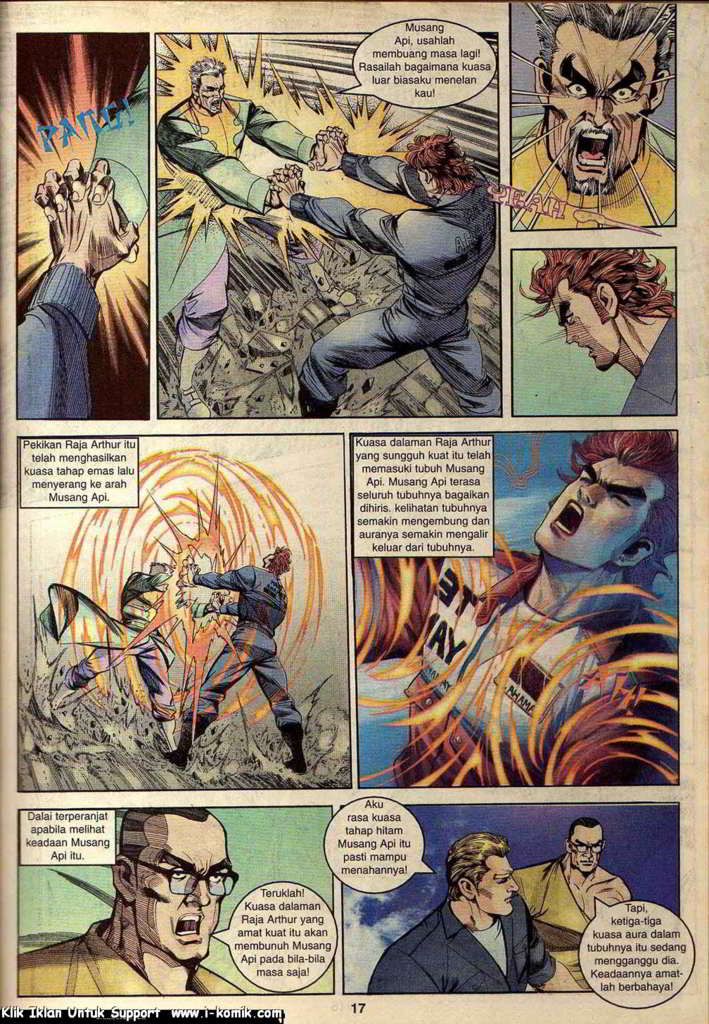 PANG!
Musang
Api, usahlah
membuang masa lagi!
Rasailah bagaimana kuasa
luar biasaku menelan
kau!
YEAH
Pekikan Raja Arthur itu
telah menghasilkan
kuasa tahap emas lalu
menyerang ke arah
Musang Api.
Kuasa dalaman Raja Arthur
yang sungguh kuat itu telah
memasuki tubuh Musang
Api. Musang Api terasa
seluruh tubuhnya bagaikan
dihiris. kelihatan tubuhnya
semakin mengembung dan
auranya semakin mengalir
keluar dari tubuhnya.
Dalai terperanjat
apabila melihat
keadaan Musang
Api itu.
Teruklah!
Kuasa dalaman
Raja Arthur yang
amat kuat itu akan
membunuh Musang
Api pada bila-bila
masa saja!
Aku
rasa kuasa
tahap hitam
Musang Api itu
pasti mampu
menahannya!
Tapi,
ketiga-tiga
kuasa aura dalam
tubuhnya itu sedang
mengganggu dia.
Keadaannya amat-
lah berbahaya!
17
Klik Iklan Untuk Support www.i-komik.com